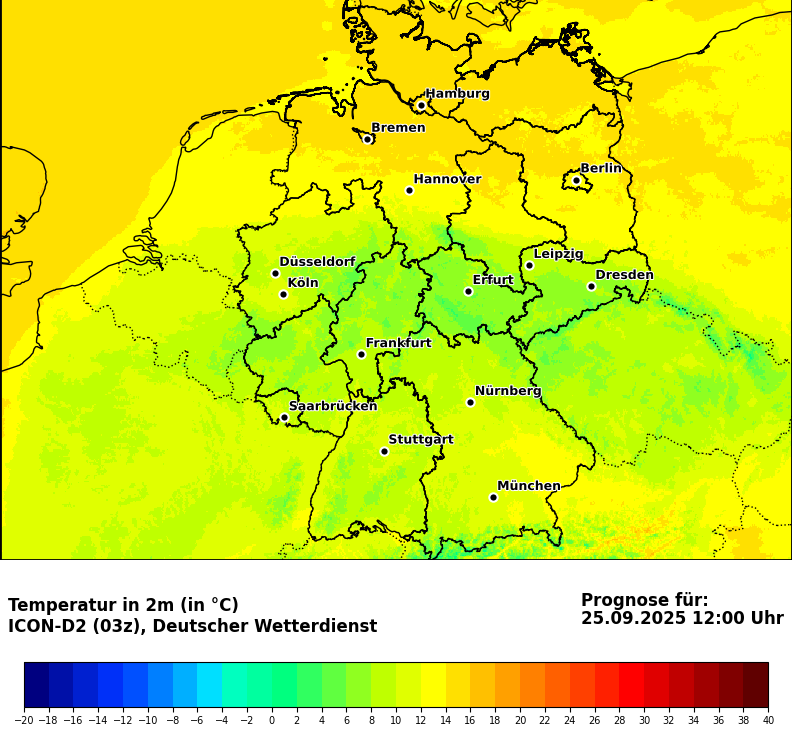 Hamburg
Bremen
Berlin
Hannover
Leipzig
Düsseldorf
Dresden
Köln
Erfurt
Frankfurt
Nürnberg
Saarbrücken
Stuttgart
München
Temperatur in 2m (in °C)
ICON-D2 (03z), Deutscher Wetterdienst
Prognose für:
25.09.2025 12:00 Uhr
−20 −18 −16 −14 −12 −10 −8 −6 −4 −2 0 2 4 6 8 10 12 14 16 18 20 22 24 26 28 30 32 34 36 38 40